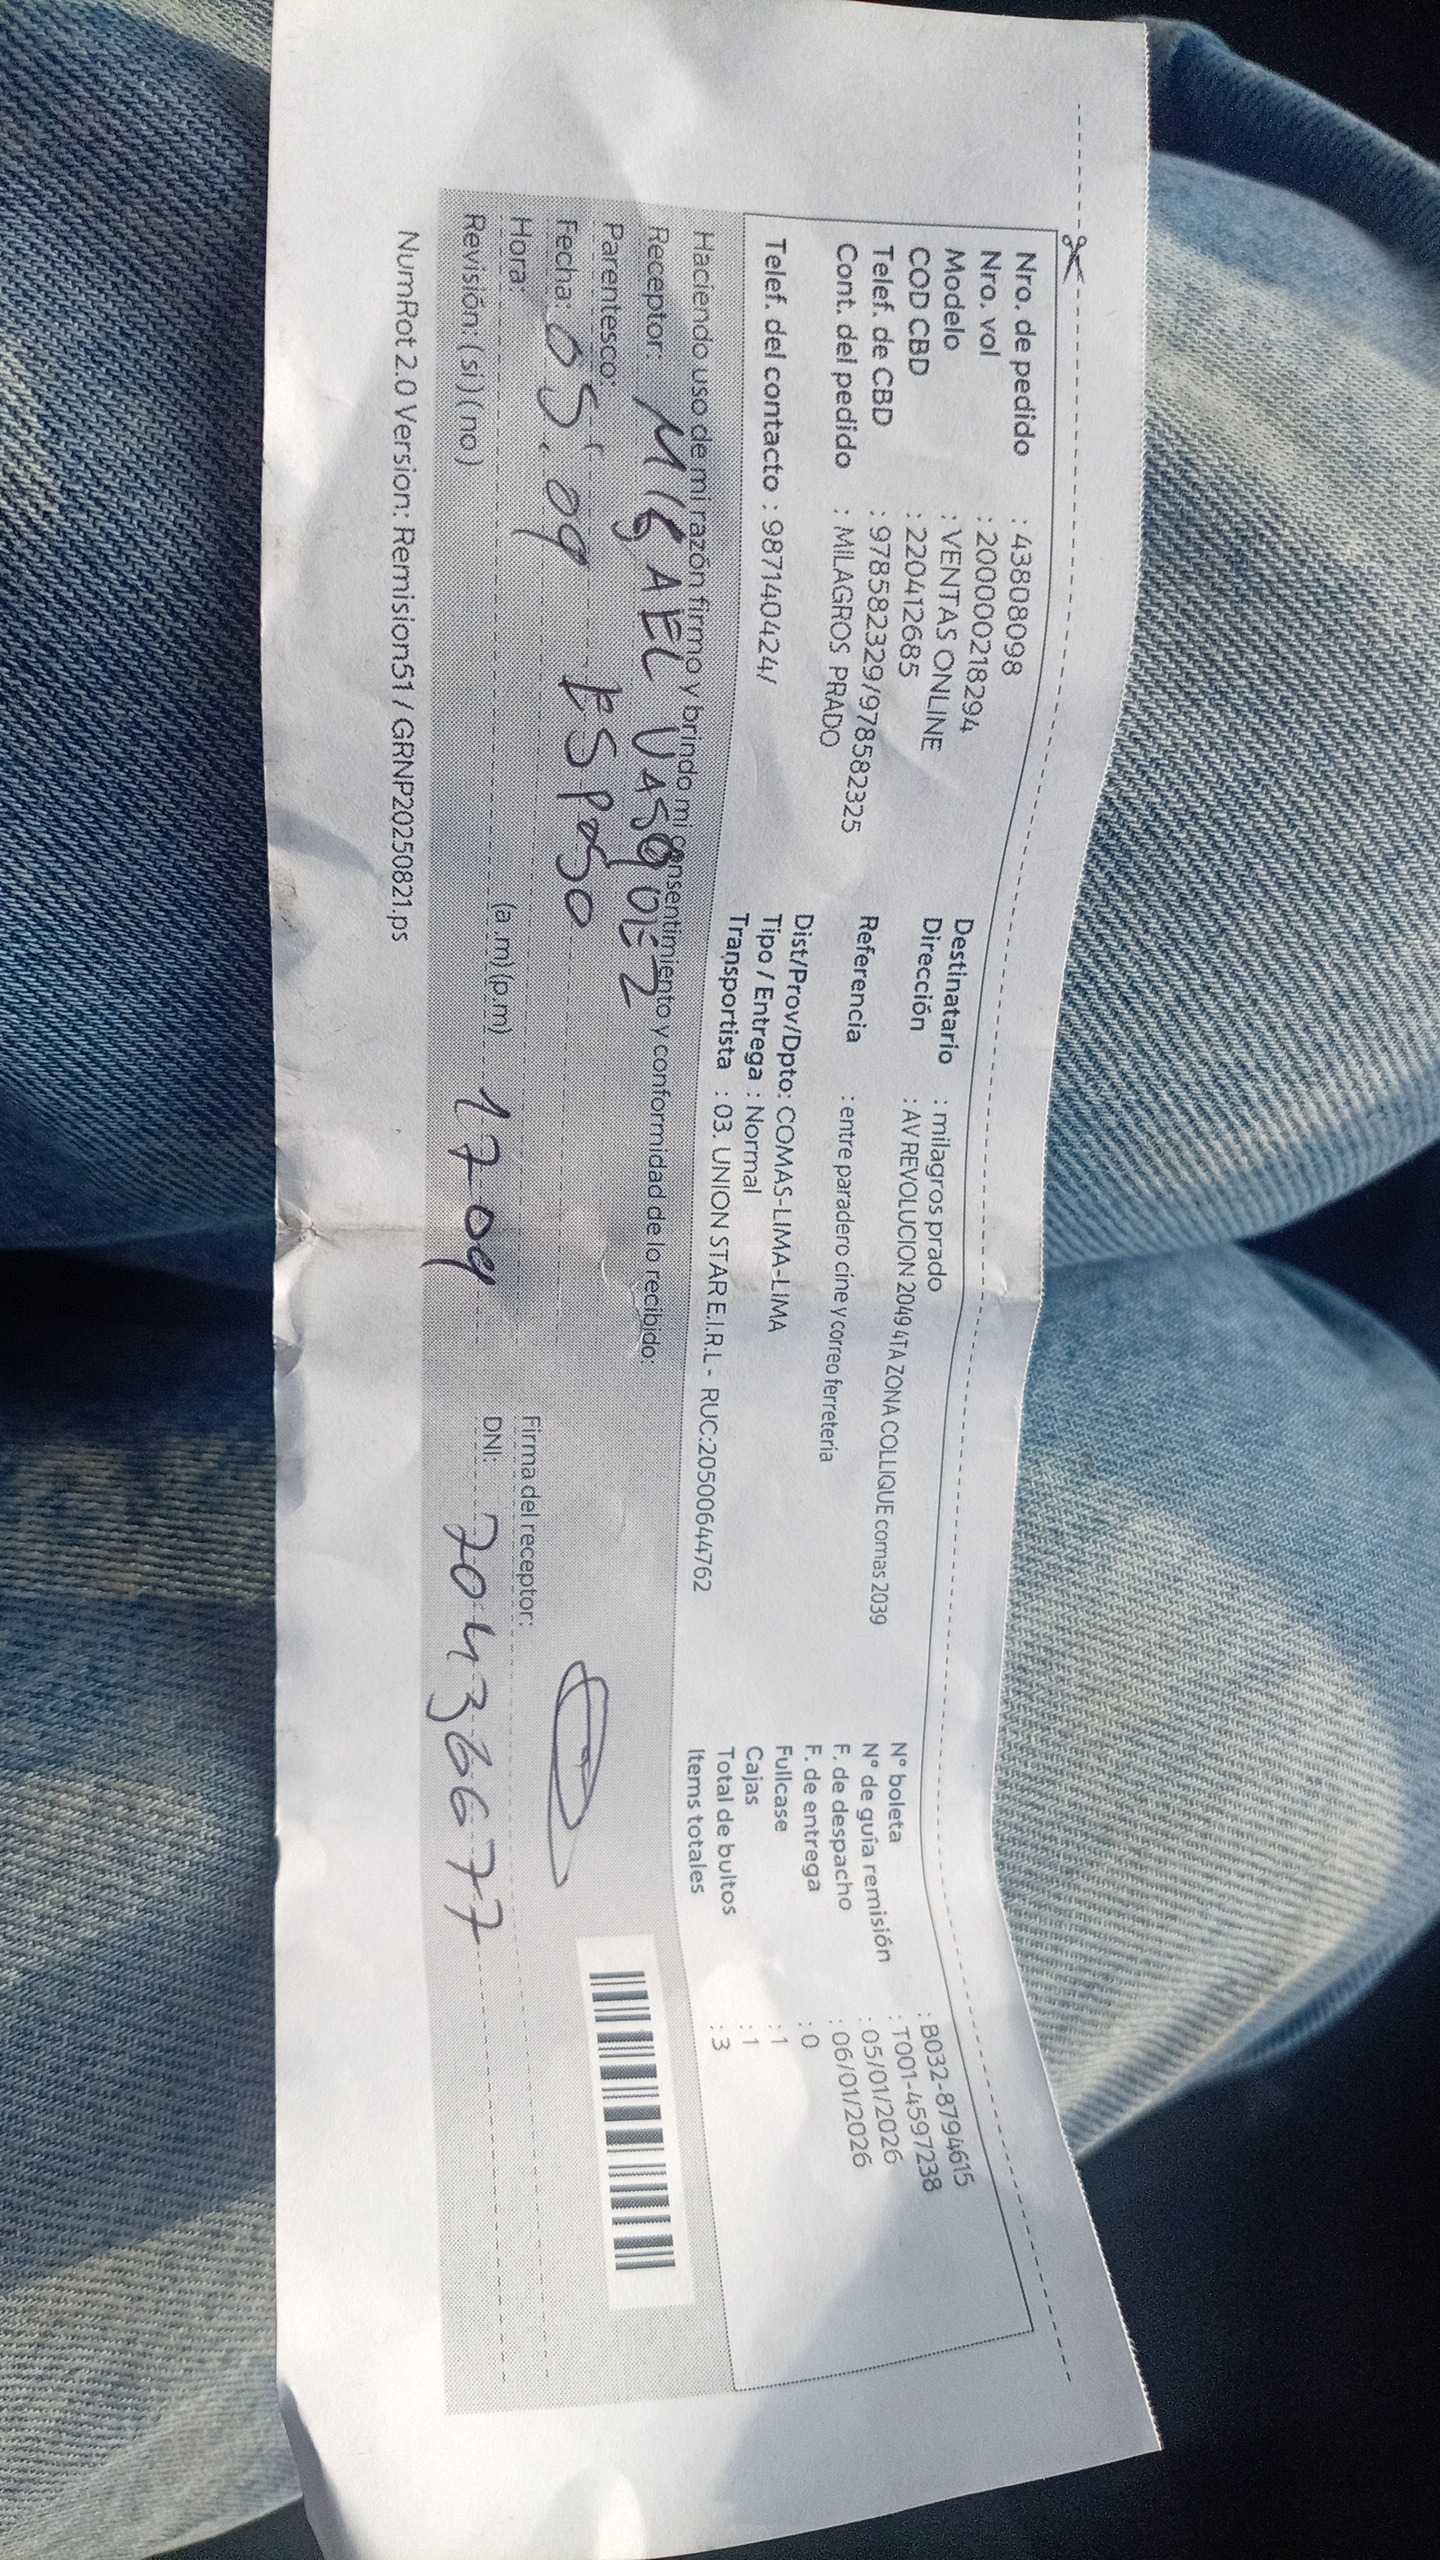 Nro. de pedido : 43808098
Nro. vol : 200000218294
Modelo : VENTAS ONLINE
COD CBD : 220412685
Telef. de CBD : 978582329/978582325
Cont. del pedido : MILAGROS PRADO
Telef. del contacto : 987140424/
Destinatario : milagros prado
Dirección : AV REVOLUCION 2049 4TA ZONA COLLIQUE comas 2039
Referencia : entre paradero cine y correo ferreteria
Dist/Prov/Dpto: COMAS-LIMA-LIMA
Tipo / Entrega : Normal
Transportista : 03. UNION STAR E.I.R.L - RUC:20500644762
N° boleta : B032-8794615
N° de guía remisión : T001-4597238
F. de despacho : 05/01/2026
F. de entrega : 06/01/2026
Fullcase : 0
Cajas : 1
Total de bultos : 1
Items totales : 3
Haciendo uso de mi razón firmo y brindo mi consentimiento y conformidad de lo recibido:
Receptor: MIGAEL VASQUEZ
Parentesco: ESPOSO
Fecha: 05.09
Hora: (a.m)(p.m) 1709
Revisión: (si)(no)
Firma del receptor:
DNI: 70436677
NumRot 2.0 Version: Remision51 / GRNP20250821.ps